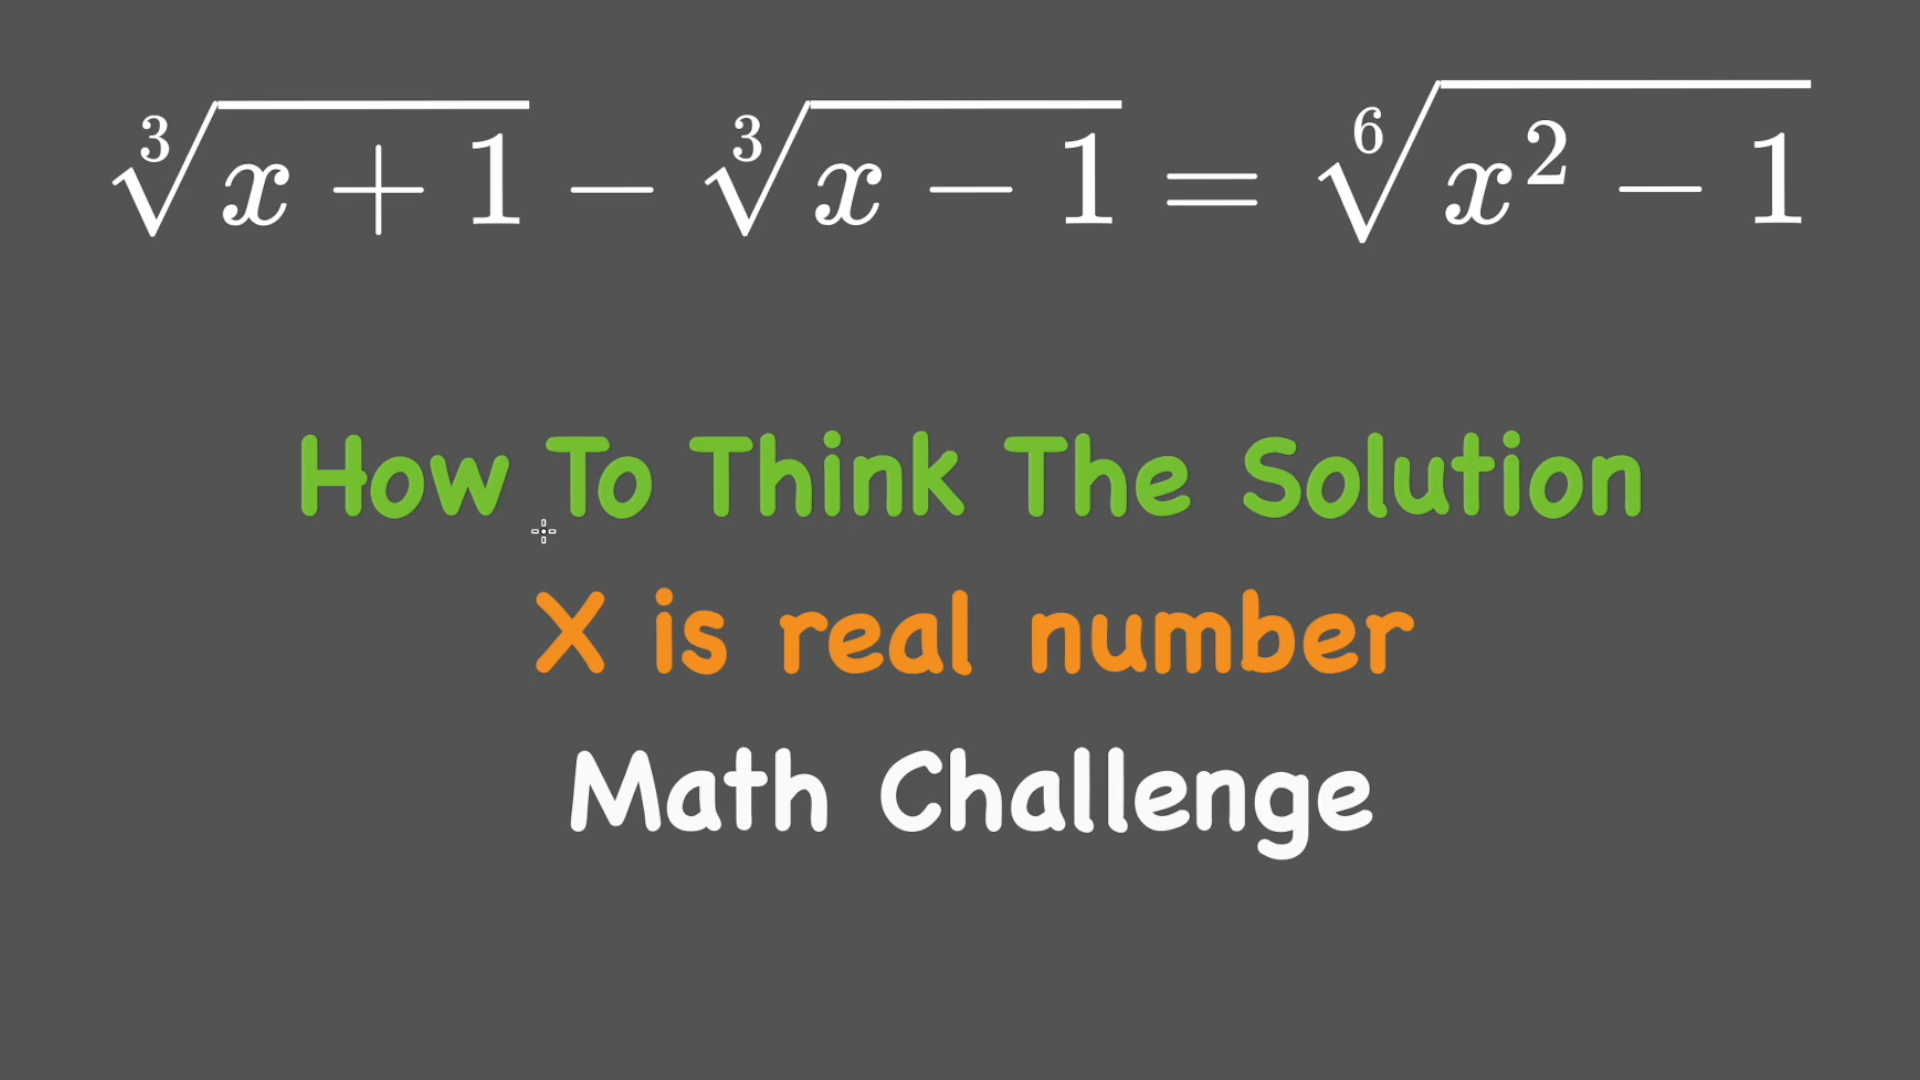 ∛(x + 1) − ∛(x − 1) = ⁶√(x² − 1)
How To Think The Solution
X is real number
Math Challenge